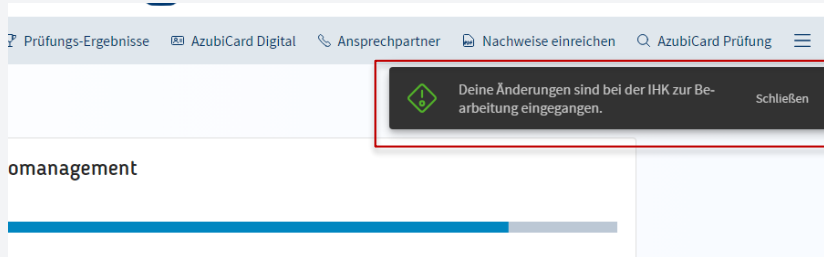 Prüfungs-Ergebnisse AzubiCard Digital Ansprechpartner Nachweise einreichen AzubiCard Prüfung
Deine Änderungen sind bei der IHK zur Be-
arbeitung eingegangen.
Schließen
omanagement